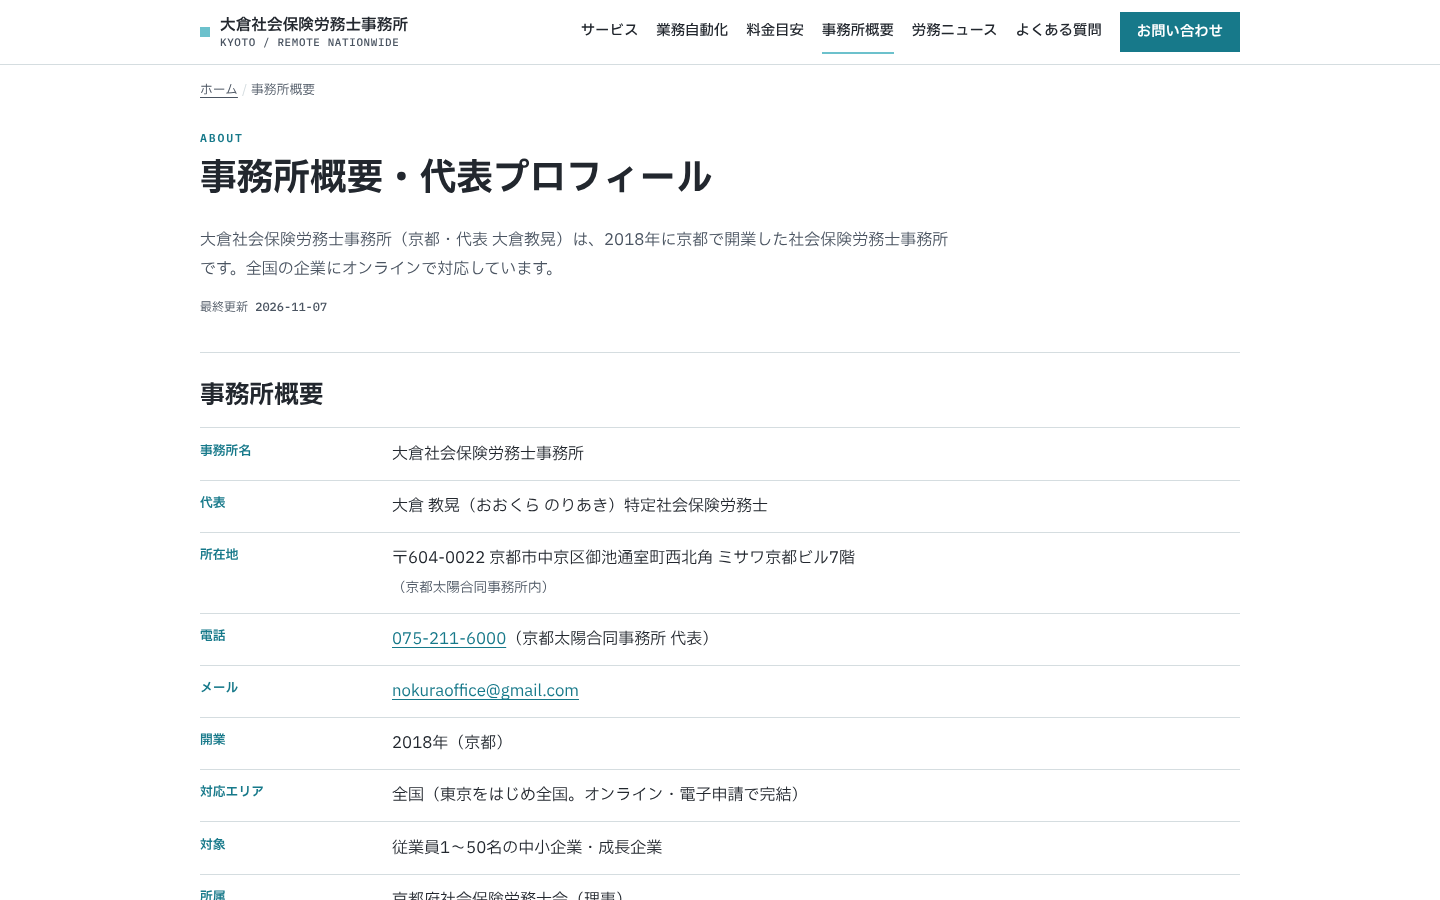 大倉社会保険労務士事務所
KYOTO / REMOTE NATIONWIDE
サービス 業務自動化 料金目安 事務所概要 労務ニュース よくある質問 お問い合わせ
ホーム / 事務所概要
ABOUT
事務所概要・代表プロフィール
大倉社会保険労務士事務所（京都・代表 大倉教晃）は、2018年に京都で開業した社会保険労務士事務所
です。全国の企業にオンラインで対応しています。
最終更新 2026-11-07
事務所概要
事務所名 大倉社会保険労務士事務所
代表 大倉 教晃（おおくら のりあき）特定社会保険労務士
所在地 〒604-0022 京都市中京区御池通室町西北角 ミサワ京都ビル7階
（京都太陽合同事務所内）
電話 075-211-6000（京都太陽合同事務所 代表）
メール nokuraoffice@gmail.com
開業 2018年（京都）
対応エリア 全国（東京をはじめ全国。オンライン・電子申請で完結）
対象 従業員1〜50名の中小企業・成長企業
所属 京都府社会保険労務士会（理事）